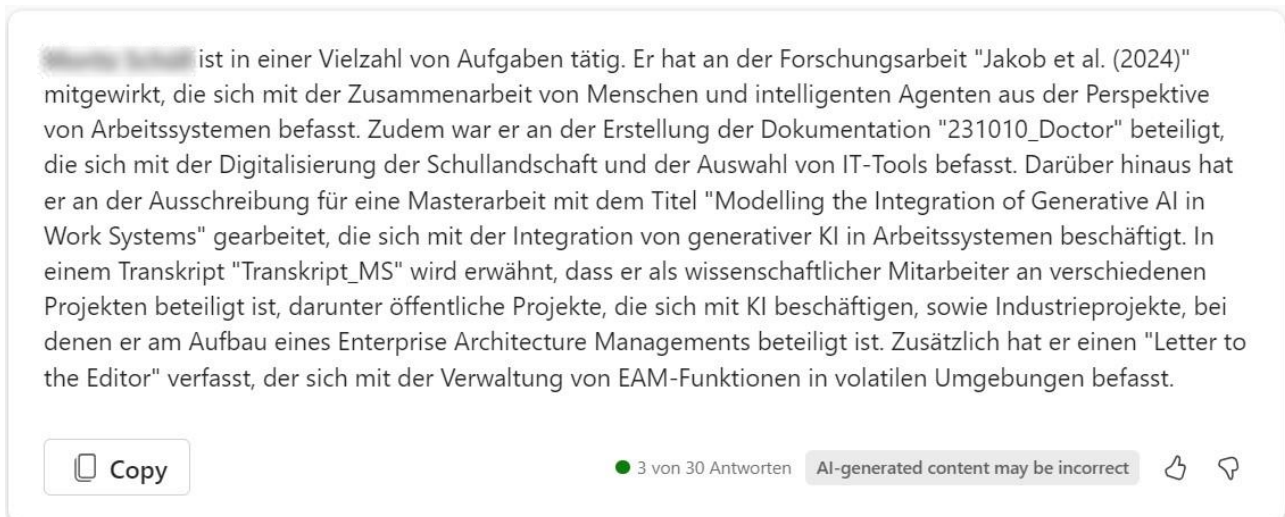 ist in einer Vielzahl von Aufgaben tätig. Er hat an der Forschungsarbeit "Jakob et al. (2024)"
mitgewirkt, die sich mit der Zusammenarbeit von Menschen und intelligenten Agenten aus der Perspektive
von Arbeitssystemen befasst. Zudem war er an der Erstellung der Dokumentation "231010_Doctor" beteiligt,
die sich mit der Digitalisierung der Schullandschaft und der Auswahl von IT-Tools befasst. Darüber hinaus hat
er an der Ausschreibung für eine Masterarbeit mit dem Titel "Modelling the Integration of Generative AI in
Work Systems" gearbeitet, die sich mit der Integration von generativer KI in Arbeitssystemen beschäftigt. In
einem Transkript "Transkript_MS" wird erwähnt, dass er als wissenschaftlicher Mitarbeiter an verschiedenen
Projekten beteiligt ist, darunter öffentliche Projekte, die sich mit KI beschäftigen, sowie Industrieprojekte, bei
denen er am Aufbau eines Enterprise Architecture Managements beteiligt ist. Zusätzlich hat er einen "Letter to
the Editor" verfasst, der sich mit der Verwaltung von EAM-Funktionen in volatilen Umgebungen befasst.
Copy
3 von 30 Antworten
AI-generated content may be incorrect